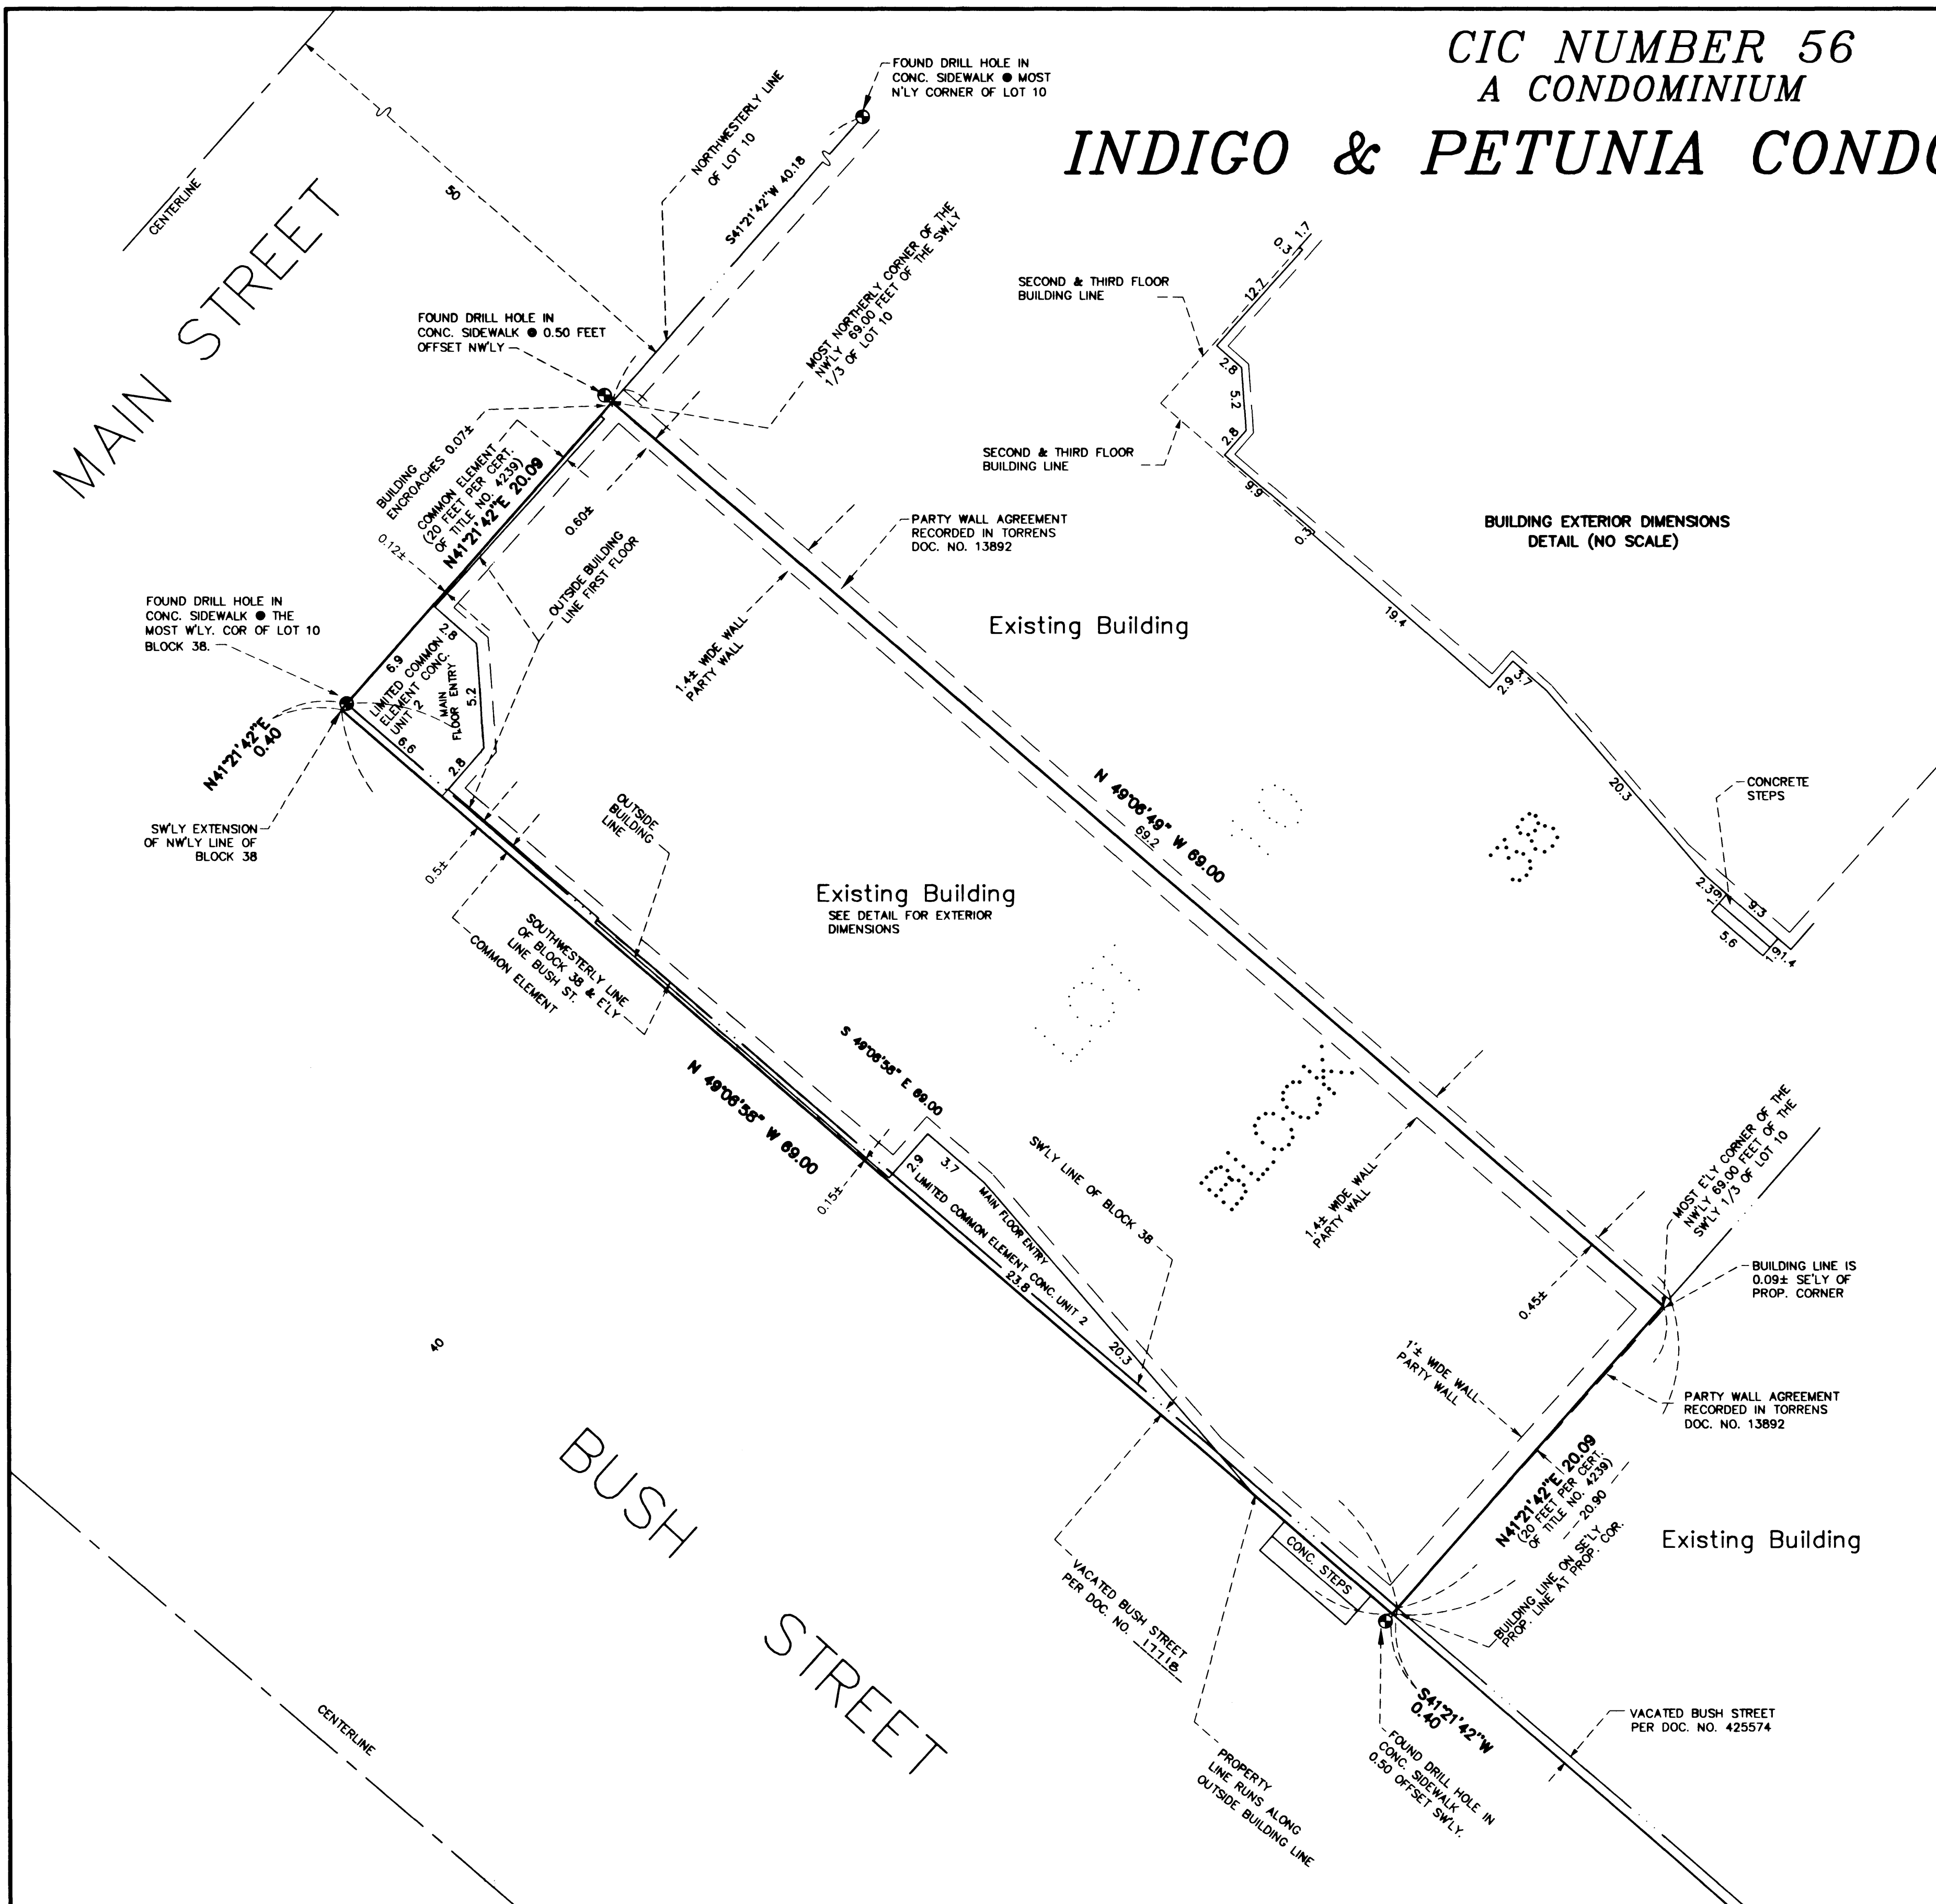 CIC NUMBER 56
A CONDOMINIUM
INDIGO & PETUNIA CONDO
MAIN STREET
CENTERLINE
50
FOUND DRILL HOLE IN
CONC. SIDEWALK @ MOST
N'LY CORNER OF LOT 10
NORTHWESTERLY LINE
OF LOT 10
S41°21'42"W 40.18
MOST NORTHERLY CORNER OF THE
NW'LY 69.00 FEET OF THE SW,LY
1/3 OF LOT 10
FOUND DRILL HOLE IN
CONC. SIDEWALK @ 0.50 FEET
OFFSET NW'LY
BUILDING
ENCROACHES 0.07±
COMMON ELEMENT
(20 FEET PER CERT.
OF TITLE NO. 4239)
N41°21'42"E 20.09
0.12±
0.60±
OUTSIDE BUILDING
LINE FIRST FLOOR
FOUND DRILL HOLE IN
CONC. SIDEWALK @ THE
MOST W'LY. COR OF LOT 10
BLOCK 38.
6.9
2.8
LIMITED COMMON
ELEMENT CONC.
UNIT 2
MAIN
FLOOR ENTRY
5.2
6.6
2.8
N41°21'42"E
0.40
SW'LY EXTENSION
OF NW'LY LINE OF
BLOCK 38
0.5±
OUTSIDE
BUILDING
LINE
SOUTHWESTERLY LINE
OF BLOCK 38 & E'LY
LINE BUSH ST.
COMMON ELEMENT
1.4± WIDE WALL
PARTY WALL
PARTY WALL AGREEMENT
RECORDED IN TORRENS
DOC. NO. 13892
Existing Building
SECOND & THIRD FLOOR
BUILDING LINE
SECOND & THIRD FLOOR
BUILDING LINE
1.7
0.3
12.7
2.8
5.2
2.8
9.9
0.3
19.4
2.9
3.7
20.3
2.3
1.9
9.3
5.6
1.9
1.4
BUILDING EXTERIOR DIMENSIONS
DETAIL (NO SCALE)
CONCRETE
STEPS
N 49°06'49" W 69.00
69.2
Existing Building
SEE DETAIL FOR EXTERIOR
DIMENSIONS
LOT 10
BLOCK 38
N 49°06'58" W 69.00
S 49°06'58" E 69.00
0.15±
2.9
3.7
MAIN FLOOR ENTRY
LIMITED COMMON ELEMENT CONC. UNIT 2
23.8
20.3
SW'LY LINE OF BLOCK 38
1.4± WIDE WALL
PARTY WALL
MOST E'LY CORNER OF THE
NW'LY 69.00 FEET OF THE
SW'LY 1/3 OF LOT 10
BUILDING LINE IS
0.09± SE'LY OF
PROP. CORNER
0.45±
1'± WIDE WALL
PARTY WALL
PARTY WALL AGREEMENT
RECORDED IN TORRENS
DOC. NO. 13892
N41°21'42"E 20.09
(20 FEET PER CERT.
OF TITLE NO. 4239)
20.90
BUILDING LINE ON SE'LY
PROP. LINE AT PROP. COR.
Existing Building
40
BUSH STREET
CENTERLINE
CONC. STEPS
VACATED BUSH STREET
PER DOC. NO. 17718
S41°21'42"W
0.40
FOUND DRILL HOLE IN
CONC. SIDEWALK
0.50 OFFSET SW'LY.
PROPERTY
LINE RUNS ALONG
OUTSIDE BUILDING LINE
VACATED BUSH STREET
PER DOC. NO. 425574